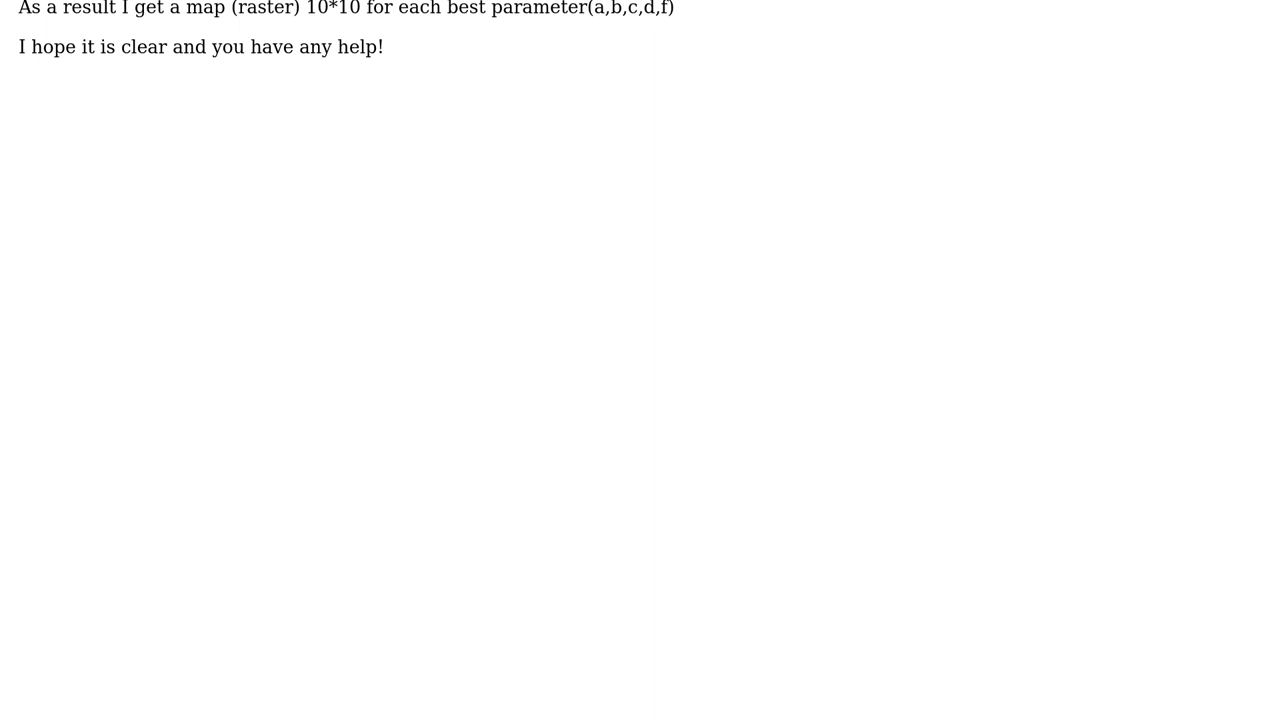 As a result I get a map (raster) 10*10 for each best parameter(a,b,c,d,f)
I hope it is clear and you have any help!